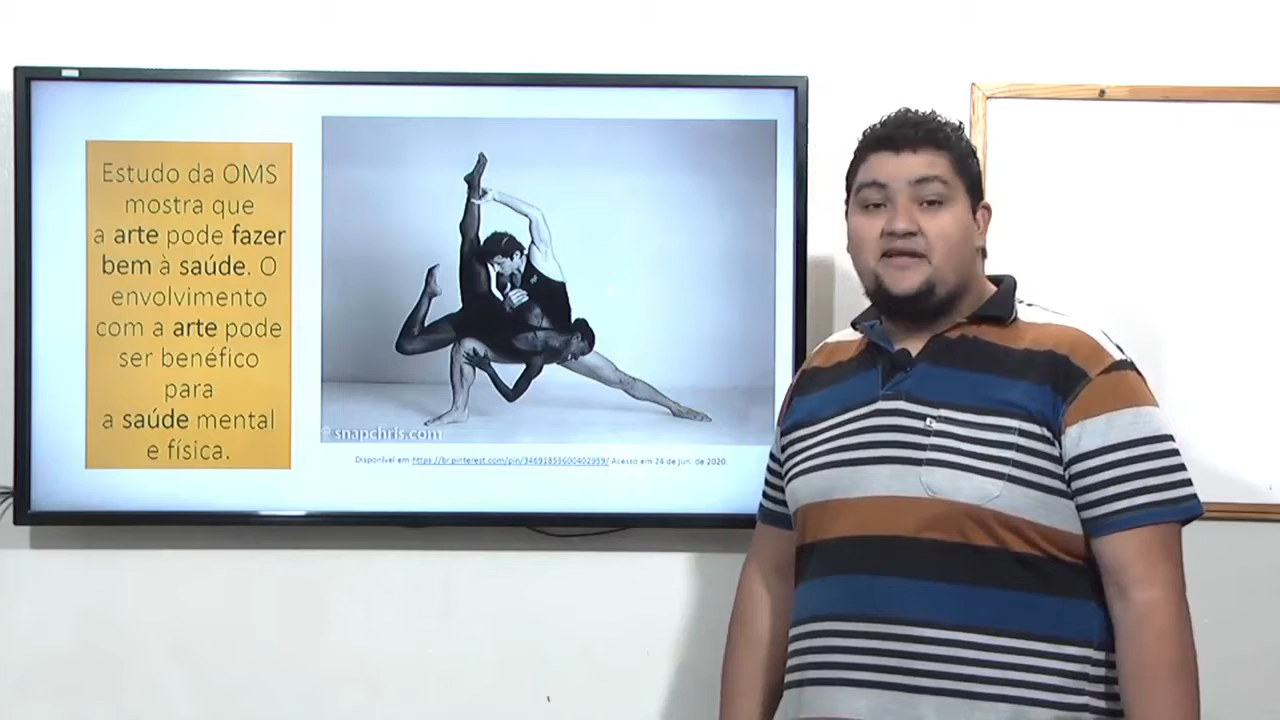 Estudo da OMS
mostra que
a arte pode fazer
bem à saúde. O
envolvimento
com a arte pode
ser benéfico
para
a saúde mental
e física.
© snapchris.com
Disponível em https://br.pinterest.com/pin/34691859600402959/ Acesso em 24 de jun. de 2020.